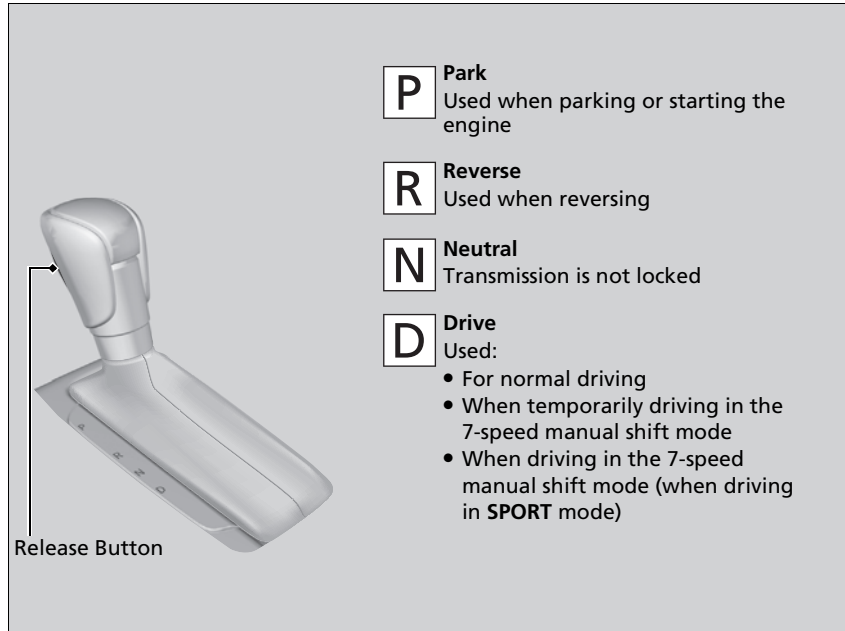 P
Park
Used when parking or starting the
engine
R
Reverse
Used when reversing
N
Neutral
Transmission is not locked
D
Drive
Used:
• For normal driving
• When temporarily driving in the
7-speed manual shift mode
• When driving in the 7-speed
manual shift mode (when driving
in SPORT mode)
P
R
N
D
Release Button